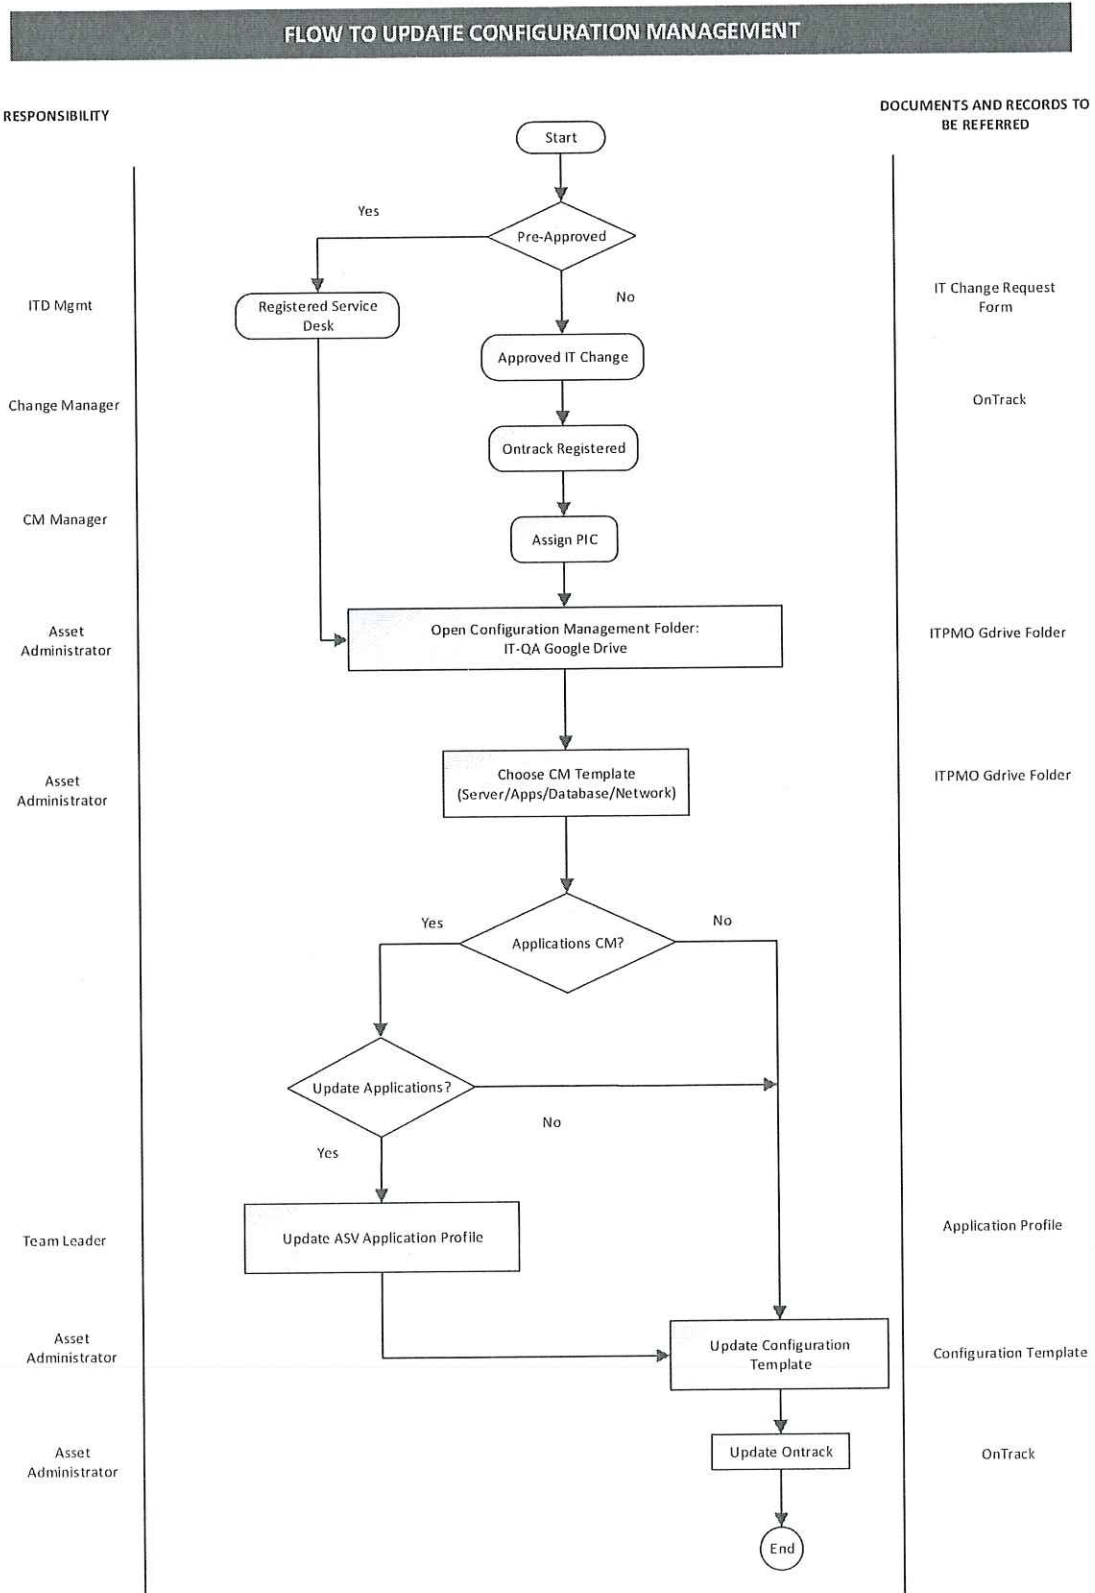 FLOW TO UPDATE CONFIGURATION MANAGEMENT
RESPONSIBILITY
DOCUMENTS AND RECORDS TO
BE REFERRED
Start
Yes
Pre-Approved
No
ITD Mgmt
Registered Service
Desk
IT Change Request
Form
Approved IT Change
Change Manager
OnTrack
Ontrack Registered
CM Manager
Assign PIC
Asset
Administrator
Open Configuration Management Folder:
IT-QA Google Drive
ITPMO Gdrive Folder
Asset
Administrator
Choose CM Template
(Server/Apps/Database/Network)
ITPMO Gdrive Folder
Yes
No
Applications CM?
Update Applications?
No
Yes
Team Leader
Update ASV Application Profile
Application Profile
Asset
Administrator
Update Configuration
Template
Configuration Template
Asset
Administrator
Update Ontrack
OnTrack
End